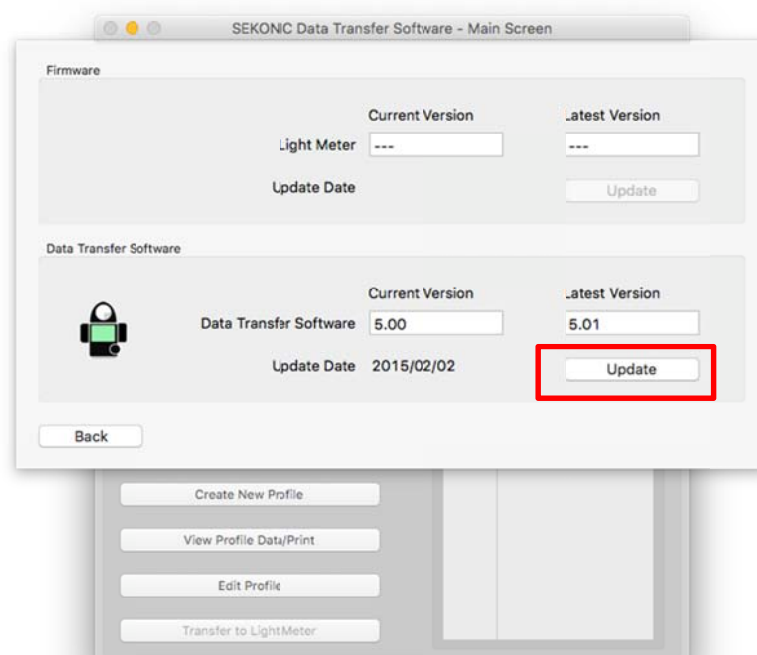 SEKONIC Data Transfer Software - Main Screen
Firmware
Current Version Latest Version
Light Meter --- ---
Update Date Update
Data Transfer Software
Current Version Latest Version
Data Transfer Software 5.00 5.01
Update Date 2015/02/02 Update
Back
Create New Profile
View Profile Data/Print
Edit Profile
Transfer to LightMeter